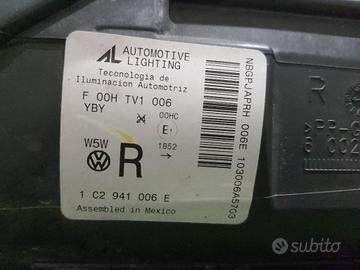 AL AUTOMOTIVE
LIGHTING
Tecnologia de
Iluminacion Automotriz
F 00H TV1 006
YBY
00HC
E
1852
W5W
R
1 C2 941 006 E
Assembled in Mexico
NBGPJAPRH 006E 103006A5703
R
subito